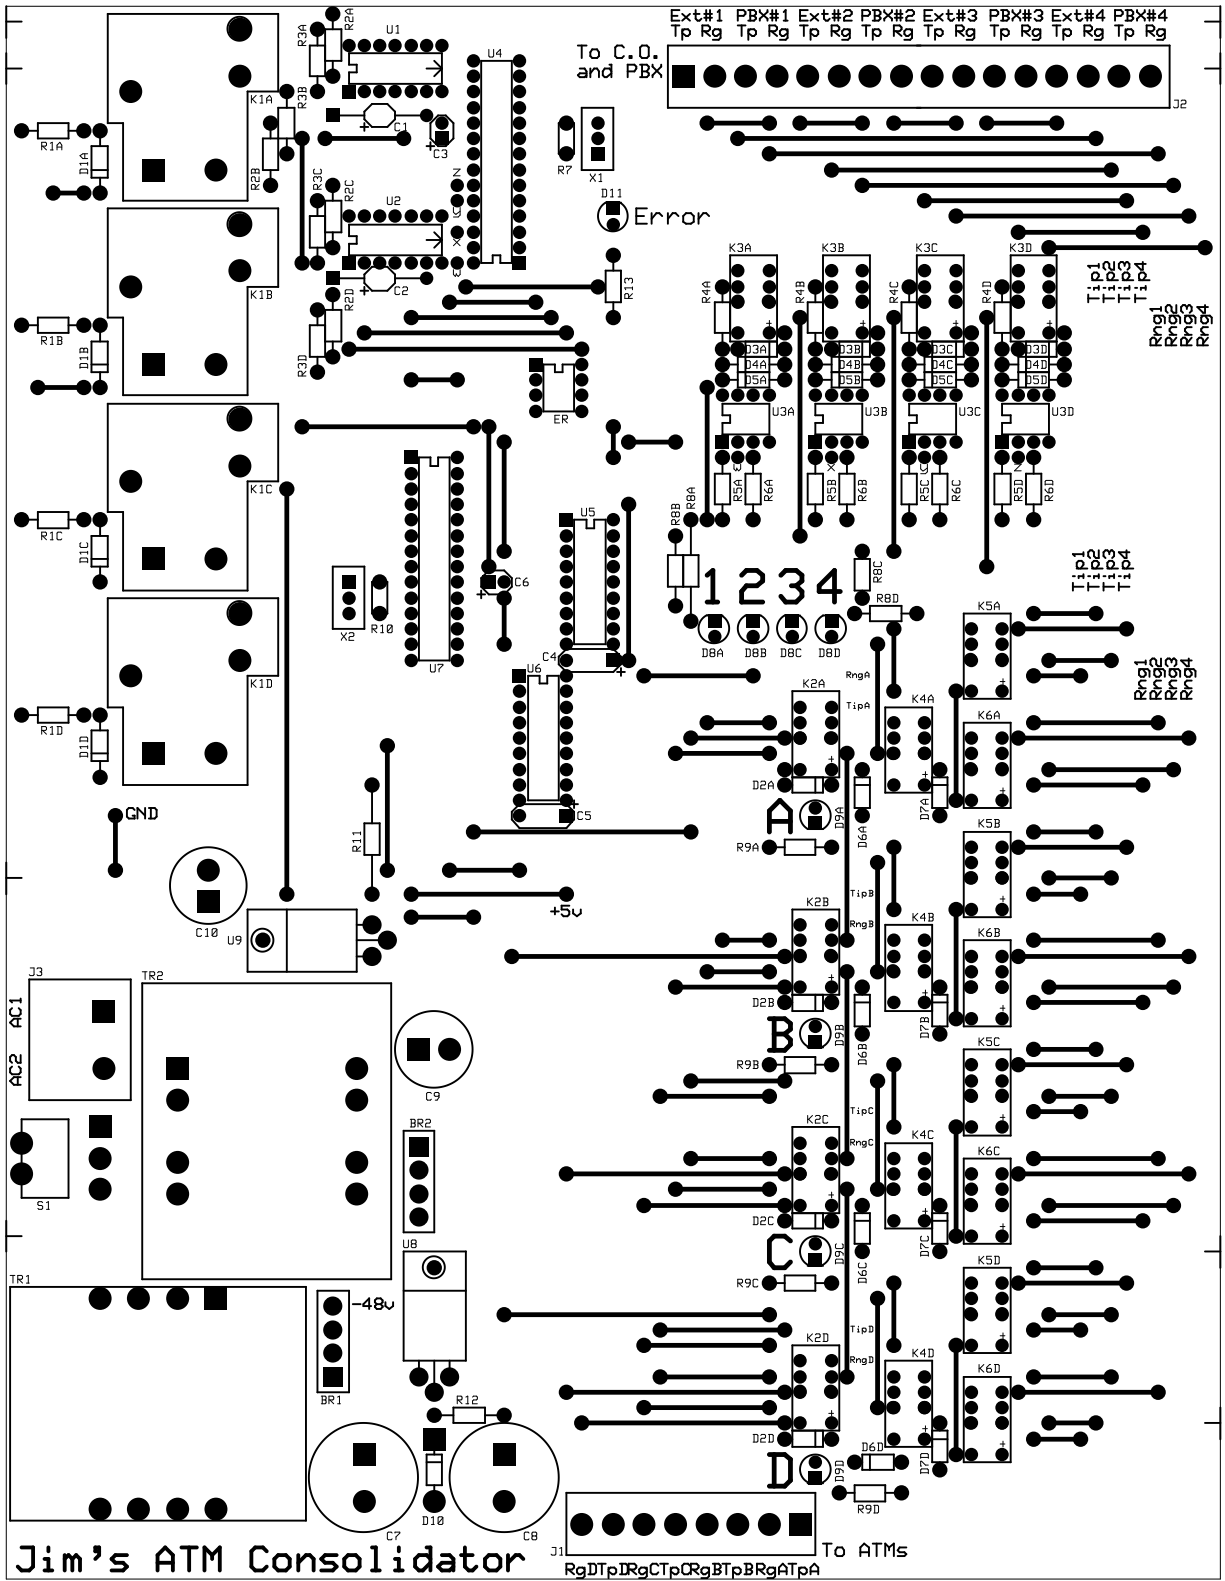 Ext#1 PBX#1 Ext#2 PBX#2 Ext#3 PBX#3 Ext#4 PBX#4
Tp Rg Tp Rg Tp Rg Tp Rg Tp Rg Tp Rg Tp Rg Tp Rg
To C.O.
and PBX
J2
R2A
R3A
U1
U4
K1A
R3B
C1
C3
R1A
D1A
R2B
R7
X1
R3C
R2C
U2
Z
Y
X
W
D11
Error
K1B
C2
R13
R2D
R3D
R1B
D1B
ER
K3A
K3B
K3C
K3D
R4A
R4B
R4C
R4D
Tip1
Tip2
Tip3
Tip4
Rng1
Rng2
Rng3
Rng4
D3A
D3B
D3C
D3D
D4A
D4B
D4C
D4D
D5A
D5B
D5C
D5D
U3A
U3B
U3C
U3D
W
X
Y
Z
R5A
R6A
R5B
R6B
R5C
R6C
R5D
R6D
K1C
R1C
D1C
U5
R8B
R8A
C6
X2
R10
U7
1 2 3 4
D8A
D8B
D8C
D8D
R8C
R8D
Tip1
Tip2
Tip3
Tip4
Rng1
Rng2
Rng3
Rng4
K1D
R1D
D1D
C4
U6
C5
RngA
TipA
K2A
K4A
K5A
K6A
D2A
A
D9A
D6A
D7A
R9A
GND
R11
C10
U9
+5v
K5B
TipB
RngB
K2B
K4B
K6B
D2B
B
D9B
D6B
D7B
R9B
J3
AC1
AC2
TR2
C9
BR2
S1
K5C
TipC
RngC
K2C
K4C
K6C
D2C
C
D9C
D6C
D7C
R9C
U8
TR1
-48v
BR1
K5D
TipD
RngD
K2D
K4D
K6D
D2D
D
D9D
D6D
D7D
R9D
R12
C7
D10
C8
J1
To ATMs
RgDTpDRgCTpCRgBTpBRgATpA
Jim's ATM Consolidator